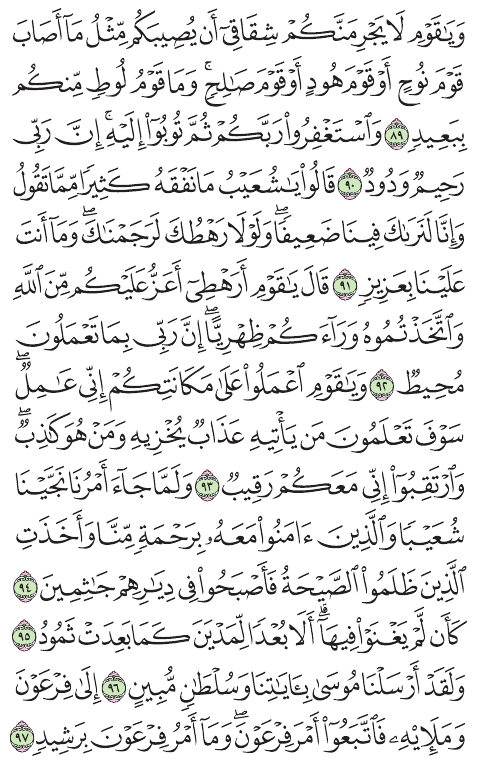 وَيَٰقَوْمِ لَا يَجْرِمَنَّكُمْ شِقَاقِىٓ أَن يُصِيبَكُم مِّثْلُ مَآ أَصَابَ
قَوْمَ نُوحٍ أَوْ قَوْمَ هُودٍ أَوْ قَوْمَ صَٰلِحٍ ۚ وَمَا قَوْمُ لُوطٍ مِّنكُم
بِبَعِيدٍ ٨٩ وَٱسْتَغْفِرُوا۟ رَبَّكُمْ ثُمَّ تُوبُوٓا۟ إِلَيْهِ ۚ إِنَّ رَبِّى
رَحِيمٌ وَدُودٌ ٩٠ قَالُوا۟ يَٰشُعَيْبُ مَا نَفْقَهُ كَثِيرًا مِّمَّا تَقُولُ
وَإِنَّا لَنَرَىٰكَ فِينَا ضَعِيفًا ۖ وَلَوْلَا رَهْطُكَ لَرَجَمْنَٰكَ ۖ وَمَآ أَنتَ
عَلَيْنَا بِعَزِيزٍ ٩١ قَالَ يَٰقَوْمِ أَرَهْطِىٓ أَعَزُّ عَلَيْكُم مِّنَ ٱللَّهِ
وَٱتَّخَذْتُمُوهُ وَرَآءَكُمْ ظِهْرِيًّا ۖ إِنَّ رَبِّى بِمَا تَعْمَلُونَ
مُحِيطٌ ٩٢ وَيَٰقَوْمِ ٱعْمَلُوا۟ عَلَىٰ مَكَانَتِكُمْ إِنِّى عَٰمِلٌ ۖ
سَوْفَ تَعْلَمُونَ مَن يَأْتِيهِ عَذَابٌ يُخْزِيهِ وَمَنْ هُوَ كَٰذِبٌ ۖ
وَٱرْتَقِبُوٓا۟ إِنِّى مَعَكُمْ رَقِيبٌ ٩٣ وَلَمَّا جَآءَ أَمْرُنَا نَجَّيْنَا
شُعَيْبًا وَٱلَّذِينَ ءَامَنُوا۟ مَعَهُۥ بِرَحْمَةٍ مِّنَّا وَأَخَذَتِ
ٱلَّذِينَ ظَلَمُوا۟ ٱلصَّيْحَةُ فَأَصْبَحُوا۟ فِى دِيَٰرِهِمْ جَٰثِمِينَ ٩٤
كَأَن لَّمْ يَغْنَوْا۟ فِيهَآ ۗ أَلَا بُعْدًا لِّمَدْيَنَ كَمَا بَعِدَتْ ثَمُودُ ٩٥
وَلَقَدْ أَرْسَلْنَا مُوسَىٰ بِـَٔايَٰتِنَا وَسُلْطَٰنٍ مُّبِينٍ ٩٦ إِلَىٰ فِرْعَوْنَ
وَمَلَإِي۟هِۦ فَٱتَّبَعُوٓا۟ أَمْرَ فِرْعَوْنَ ۖ وَمَآ أَمْرُ فِرْعَوْنَ بِرَشِيدٍ ٩٧